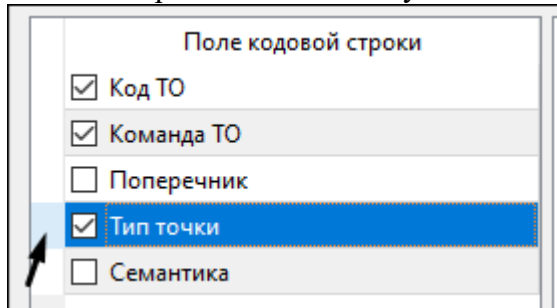 Поле кодовой строки
Код ТО
Команда ТО
Поперечник
Тип точки
Семантика